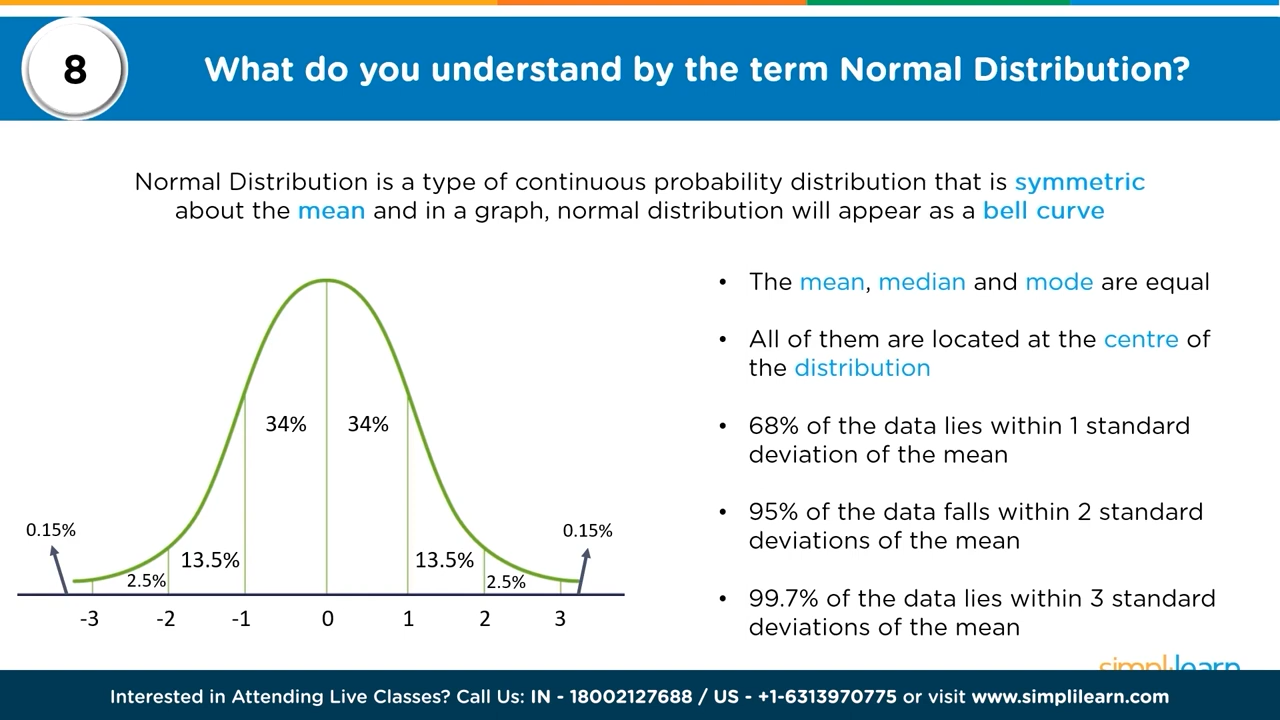 8
What do you understand by the term Normal Distribution?
Normal Distribution is a type of continuous probability distribution that is symmetric
about the mean and in a graph, normal distribution will appear as a bell curve
• The mean, median and mode are equal
• All of them are located at the centre of
the distribution
• 68% of the data lies within 1 standard
deviation of the mean
• 95% of the data falls within 2 standard
deviations of the mean
• 99.7% of the data lies within 3 standard
deviations of the mean
34% 34%
0.15% 0.15%
13.5% 13.5%
2.5% 2.5%
-3 -2 -1 0 1 2 3
simplilearn
Interested in Attending Live Classes? Call Us: IN - 18002127688 / US - +1-6313970775 or visit www.simplilearn.com